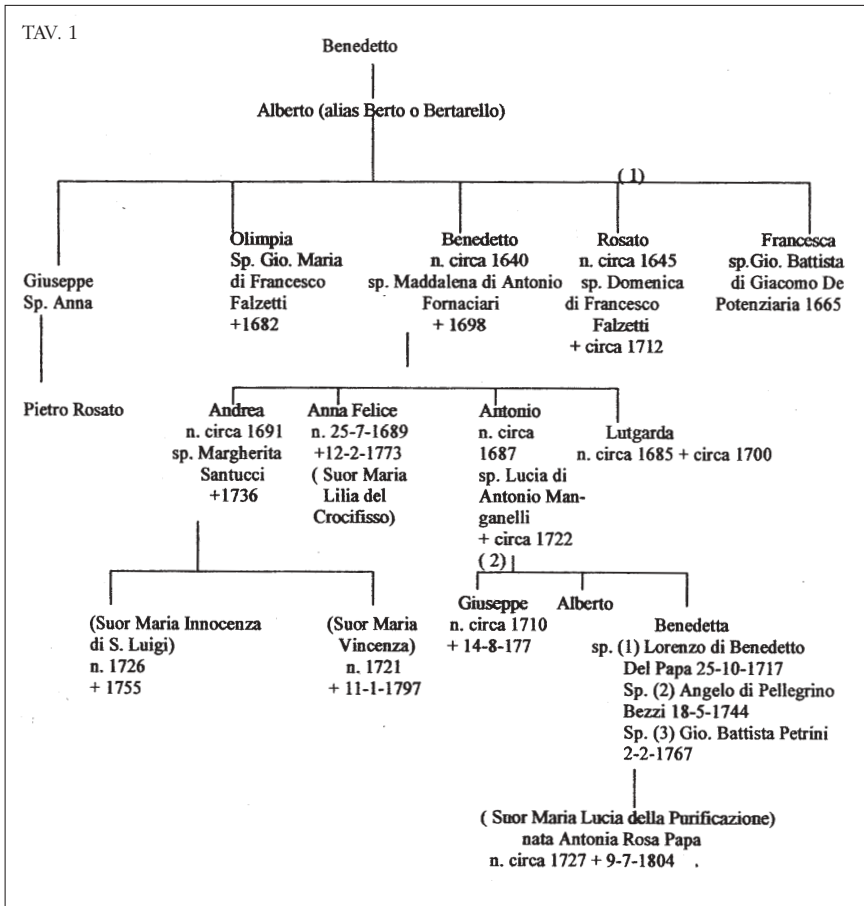 TAV. 1
Benedetto
Alberto (alias Berto o Bertarello)
( 1)
Giuseppe
Sp. Anna
Olimpia
Sp. Gio. Maria
di Francesco
Falzetti
+1682
Benedetto
n. circa 1640
sp. Maddalena di Antonio
Fornaciari
+ 1698
Rosato
n. circa 1645
sp. Domenica
di Francesco
Falzetti
+ circa 1712
Francesca
sp.Gio. Battista
di Giacomo De
Potenziaria 1665
Pietro Rosato
Andrea
n. circa 1691
sp. Margherita
Santucci
+1736
Anna Felice
n. 25-7-1689
+12-2-1773
( Suor Maria
Lilia del
Crocifisso)
Antonio
n. circa
1687
sp. Lucia di
Antonio Man-
ganelli
+ circa 1722
( 2)
Lutgarda
n. circa 1685 + circa 1700
(Suor Maria Innocenza
di S. Luigi)
n. 1726
+ 1755
(Suor Maria
Vincenza)
n. 1721
+ 11-1-1797
Giuseppe
n. circa 1710
+ 14-8-177
Alberto
Benedetta
sp. (1) Lorenzo di Benedetto
Del Papa 25-10-1717
Sp. (2) Angelo di Pellegrino
Bezzi 18-5-1744
Sp. (3) Gio. Battista Petrini
2-2-1767
( Suor Maria Lucia della Purificazione)
nata Antonia Rosa Papa
n. circa 1727 + 9-7-1804 .